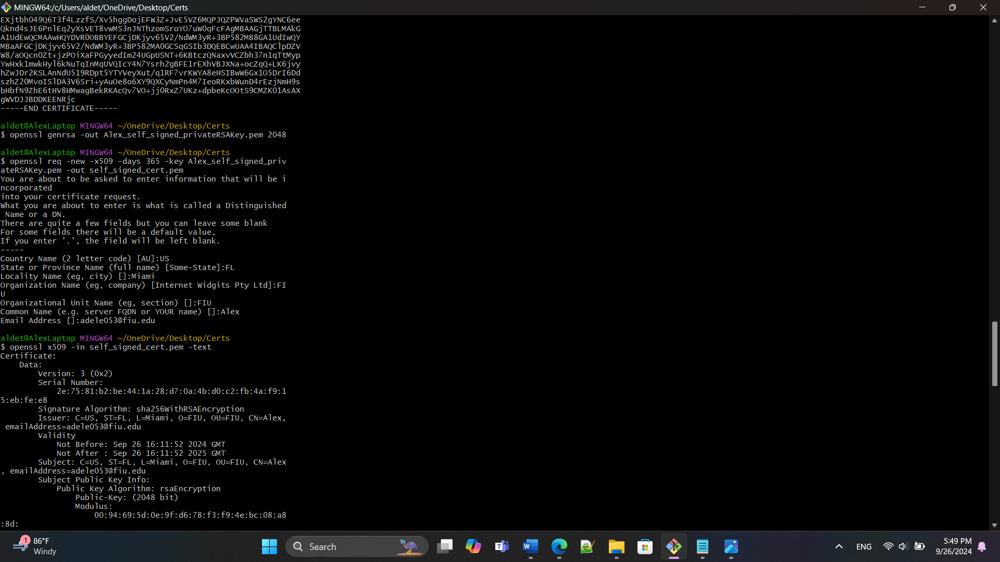 MINGW64:/c/Users/aldet/OneDrive/Desktop/Certs
EXjtbh049Q6T3f4LzzfS/Xv5hggDojEFW3Z+JvE5VZ6MQPJQZPWVaSWS2gYNC6ee
Qknd4sJE6PnlEq2yXsVET8vwMS3nJNThzomSroYO7uW0qFcFAgMBAAGjTTBLMAkG
A1UdEwQCMAAwHQYDVR0OBBYEFGCjDKjyv65V2/NdWM3yR+3BP582MB8GA1UdIwQY
MBaAFGCjDKjyv65V2/NdWM3yR+3BP582MA0GCSqGSIb3DQEBCwUAA4IBAQClpDZV
W8/aOQcn0Zt+jzPOiXaFPGyyedIm24UGpUSNT+6KBtczQNaxvVCZbh37n1qTtMyp
YwHxk1mwkHyl6kNuTqInMqUVQIcY4N7Ysrh2gBFE1rEXhVBJXNa+ocZqQ+LK6jvy
hZwJDr2KSLAnNdU519RDpt5YTYVeyXut/q1RF7vrKWYA8eHSIBwW6Gx1O5DrI6Dd
szhZ2OMvoISlDA3V6Sri+yAuOe8o6XY9QXCyNmPn4M7IeoRKxbWunD4rEzjNmH9s
bHbfN9ZhE6tHV8HMwagBekRKAcQv7VO+jj0RxZ7UKz+dpbeKcOOtS9CMZKO1AsAX
gWVDJJBDDKEENRjc
-----END CERTIFICATE-----
aldet@AlexLaptop MINGW64 ~/OneDrive/Desktop/Certs
$ openssl genrsa -out Alex_self_signed_privateRSAKey.pem 2048
aldet@AlexLaptop MINGW64 ~/OneDrive/Desktop/Certs
$ openssl req -new -x509 -days 365 -key Alex_self_signed_priv
ateRSAKey.pem -out self_signed_cert.pem
You are about to be asked to enter information that will be i
ncorporated
into your certificate request.
What you are about to enter is what is called a Distinguished
 Name or a DN.
There are quite a few fields but you can leave some blank
For some fields there will be a default value,
If you enter '.', the field will be left blank.
-----
Country Name (2 letter code) [AU]:US
State or Province Name (full name) [Some-State]:FL
Locality Name (eg, city) []:Miami
Organization Name (eg, company) [Internet Widgits Pty Ltd]:FI
U
Organizational Unit Name (eg, section) []:FIU
Common Name (e.g. server FQDN or YOUR name) []:Alex
Email Address []:adele053@fiu.edu
aldet@AlexLaptop MINGW64 ~/OneDrive/Desktop/Certs
$ openssl x509 -in self_signed_cert.pem -text
Certificate:
    Data:
        Version: 3 (0x2)
        Serial Number:
            2e:75:81:b2:be:44:1a:28:d7:0a:4b:d0:c2:fb:4a:f9:1
5:eb:fe:e8
        Signature Algorithm: sha256WithRSAEncryption
        Issuer: C=US, ST=FL, L=Miami, O=FIU, OU=FIU, CN=Alex,
 emailAddress=adele053@fiu.edu
        Validity
            Not Before: Sep 26 16:11:52 2024 GMT
            Not After : Sep 26 16:11:52 2025 GMT
        Subject: C=US, ST=FL, L=Miami, O=FIU, OU=FIU, CN=Alex
, emailAddress=adele053@fiu.edu
        Subject Public Key Info:
            Public Key Algorithm: rsaEncryption
                Public-Key: (2048 bit)
                Modulus:
                    00:94:69:5d:0e:9f:d6:78:f3:f9:4e:bc:08:a8
:8d:
1
86°F
Windy
Search
ENG
5:49 PM
9/26/2024